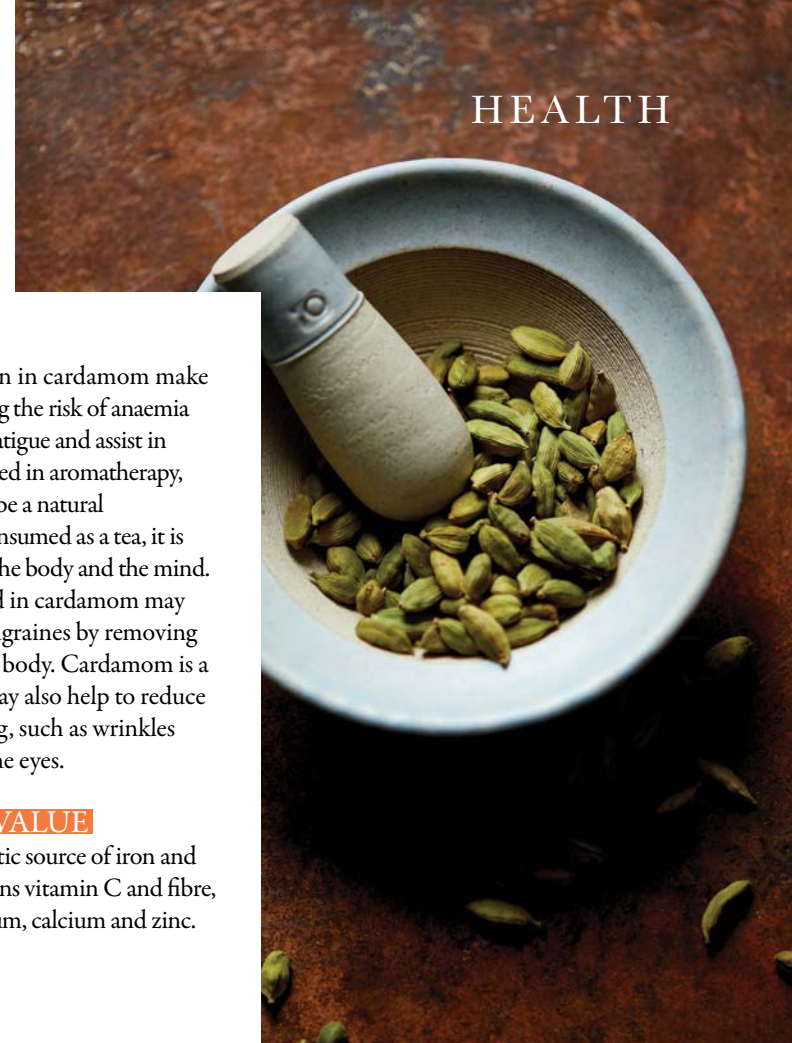 HEALTH
n in cardamom make
g the risk of anaemia
atigue and assist in
ed in aromatherapy,
be a natural
nsumed as a tea, it is
he body and the mind.
d in cardamom may
graines by removing
body. Cardamom is a
ay also help to reduce
g, such as wrinkles
ne eyes.
VALUE
tic source of iron and
ns vitamin C and fibre,
um, calcium and zinc.